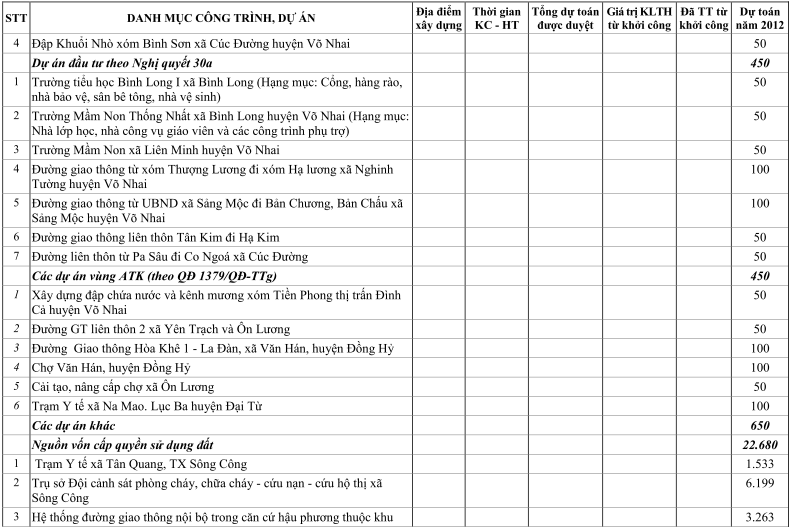 STT DANH MỤC CÔNG TRÌNH, DỰ ÁN Địa điểm xây dựng Thời gian KC - HT Tổng dự toán được duyệt Giá trị KLTH từ khởi công Đã TT từ khởi công Dự toán năm 2012
4 Đập Khuổi Nhò xóm Bình Sơn xã Cúc Đường huyện Võ Nhai 50
Dự án đầu tư theo Nghị quyết 30a 450
1 Trường tiểu học Bình Long I xã Bình Long (Hạng mục: Cổng, hàng rào, 50
nhà bảo vệ, sân bê tông, nhà vệ sinh)
2 Trường Mầm Non Thống Nhất xã Bình Long huyện Võ Nhai (Hạng mục: 50
Nhà lớp học, nhà công vụ giáo viên và các công trình phụ trợ)
3 Trường Mầm Non xã Liên Minh huyện Võ Nhai 50
4 Đường giao thông từ xóm Thượng Lương đi xóm Hạ lương xã Nghinh 100
Tường huyện Võ Nhai
5 Đường giao thông từ UBND xã Sảng Mộc đi Bản Chương, Bản Chấu xã 100
Sảng Mộc huyện Võ Nhai
6 Đường giao thông liên thôn Tân Kim đi Hạ Kim 50
7 Đường liên thôn từ Pa Sâu đi Co Ngoá xã Cúc Đường 50
Các dự án vùng ATK (theo QĐ 1379/QĐ-TTg) 450
1 Xây dựng đập chứa nước và kênh mương xóm Tiền Phong thị trấn Đình 50
Cả huyện Võ Nhai
2 Đường GT liên thôn 2 xã Yên Trạch và Ôn Lương 50
3 Đường Giao thông Hòa Khê 1 - La Đàn, xã Văn Hán, huyện Đồng Hỷ 100
4 Chợ Văn Hán, huyện Đồng Hỷ 100
5 Cải tạo, nâng cấp chợ xã Ôn Lương 50
6 Trạm Y tế xã Na Mao. Lục Ba huyện Đại Từ 100
Các dự án khác 650
Nguồn vốn cấp quyền sử dụng đất 22.680
1 Trạm Y tế xã Tân Quang, TX Sông Công 1.533
2 Trụ sở Đội cảnh sát phòng cháy, chữa cháy - cứu nạn - cứu hộ thị xã 6.199
Sông Công
3 Hệ thống đường giao thông nội bộ trong căn cứ hậu phương thuộc khu 3.263